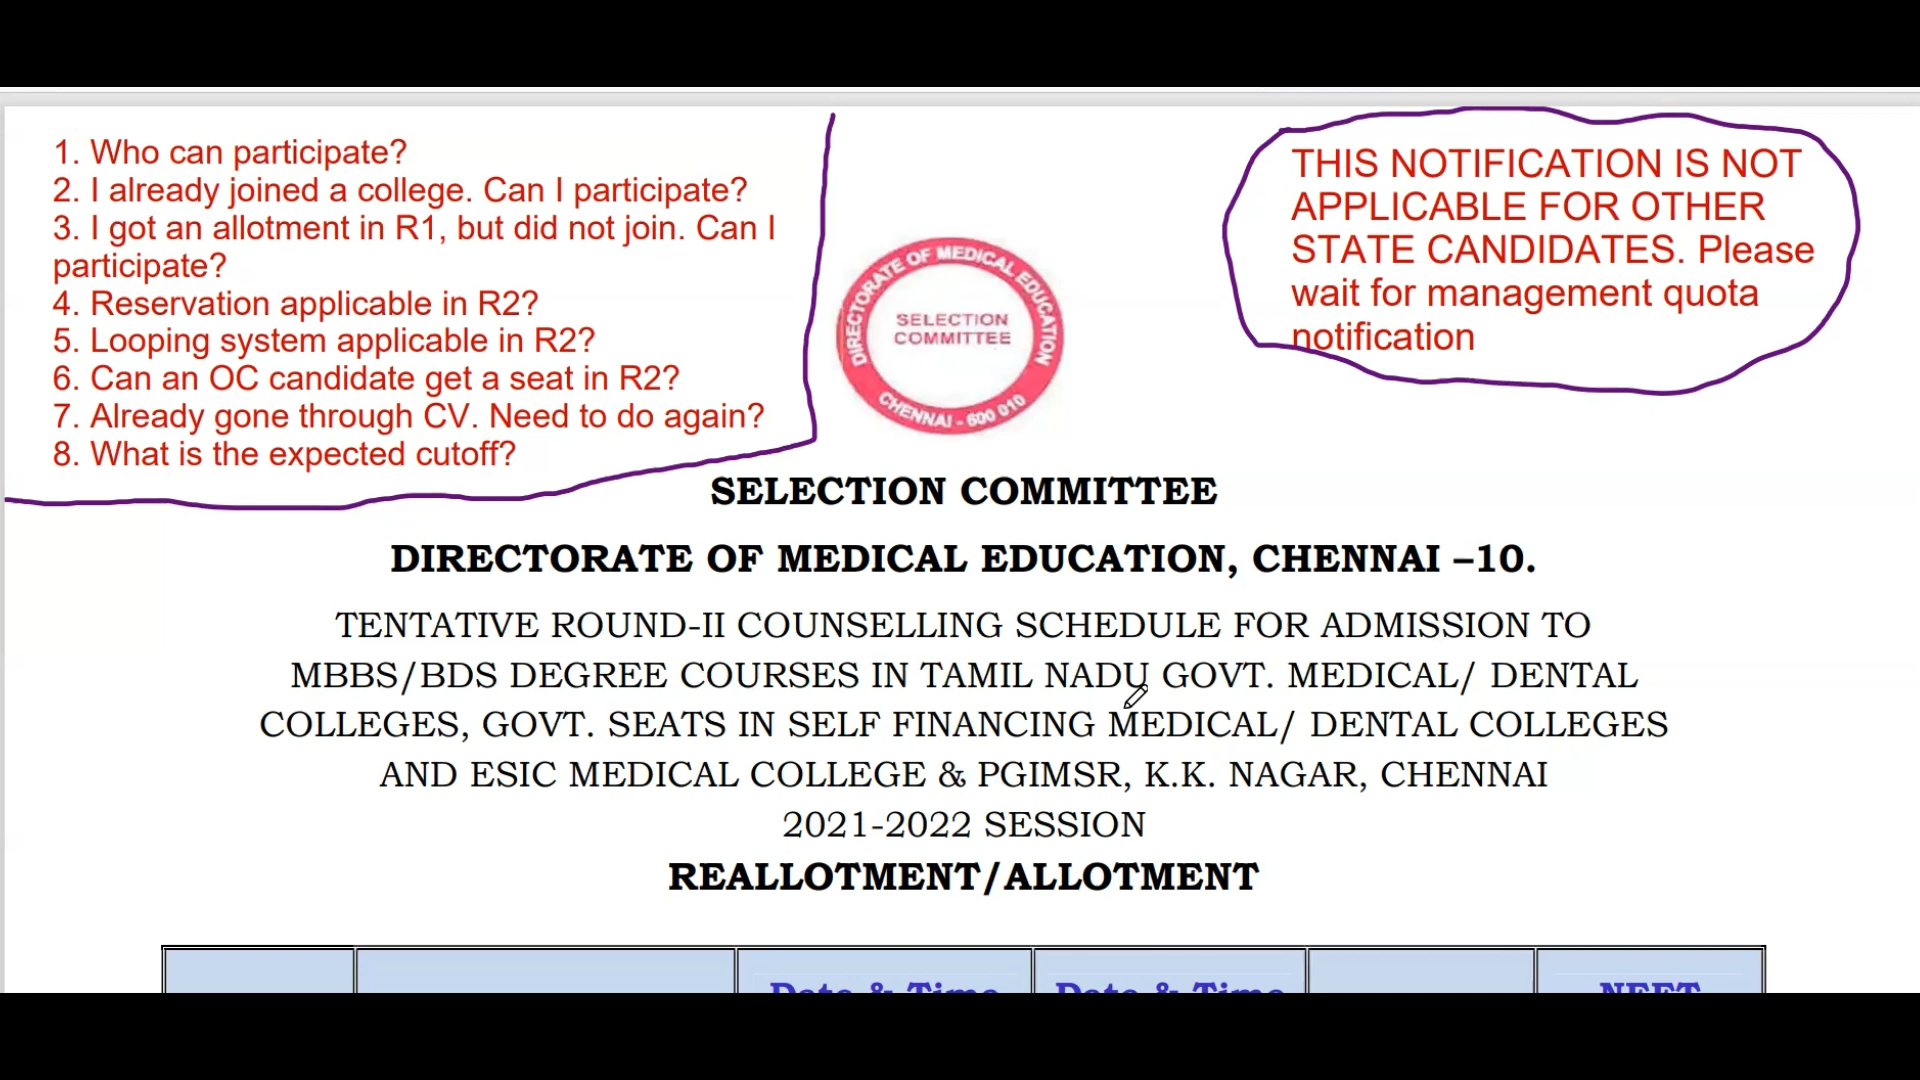 1. Who can participate?
2. I already joined a college. Can I participate?
3. I got an allotment in R1, but did not join. Can I
participate?
4. Reservation applicable in R2?
5. Looping system applicable in R2?
6. Can an OC candidate get a seat in R2?
7. Already gone through CV. Need to do again?
8. What is the expected cutoff?
THIS NOTIFICATION IS NOT
APPLICABLE FOR OTHER
STATE CANDIDATES. Please
wait for management quota
notification
DIRECTORATE OF MEDICAL EDUCATION
SELECTION
COMMITTEE
CHENNAI - 600 010
SELECTION COMMITTEE
DIRECTORATE OF MEDICAL EDUCATION, CHENNAI –10.
TENTATIVE ROUND-II COUNSELLING SCHEDULE FOR ADMISSION TO
MBBS/BDS DEGREE COURSES IN TAMIL NADU GOVT. MEDICAL/ DENTAL
COLLEGES, GOVT. SEATS IN SELF FINANCING MEDICAL/ DENTAL COLLEGES
AND ESIC MEDICAL COLLEGE & PGIMSR, K.K. NAGAR, CHENNAI
2021-2022 SESSION
REALLOTMENT/ALLOTMENT
Date & Time Date & Time NEET